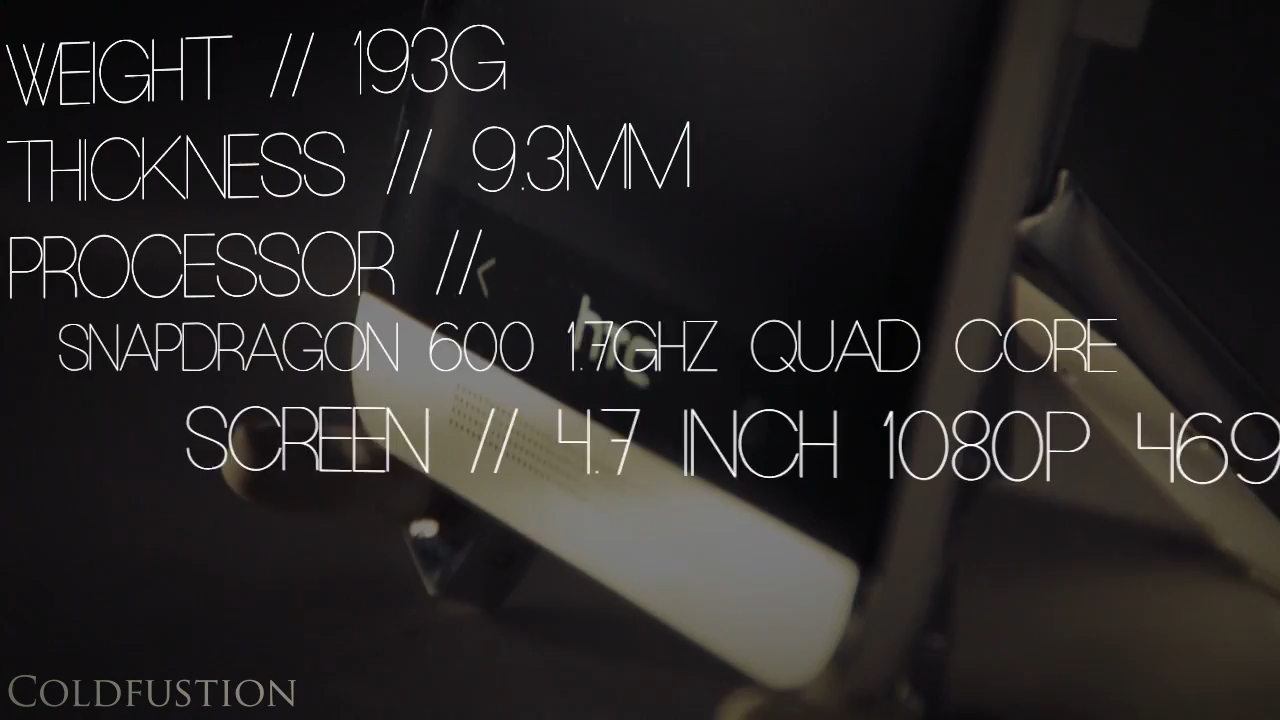 WEIGHT // 193G
THICKNESS // 9.3MM
PROCESSOR //
SNAPDRAGON 600 1.7GHZ QUAD CORE
htc
SCREEN // 4.7 INCH 1080P 469
COLDFUSTION